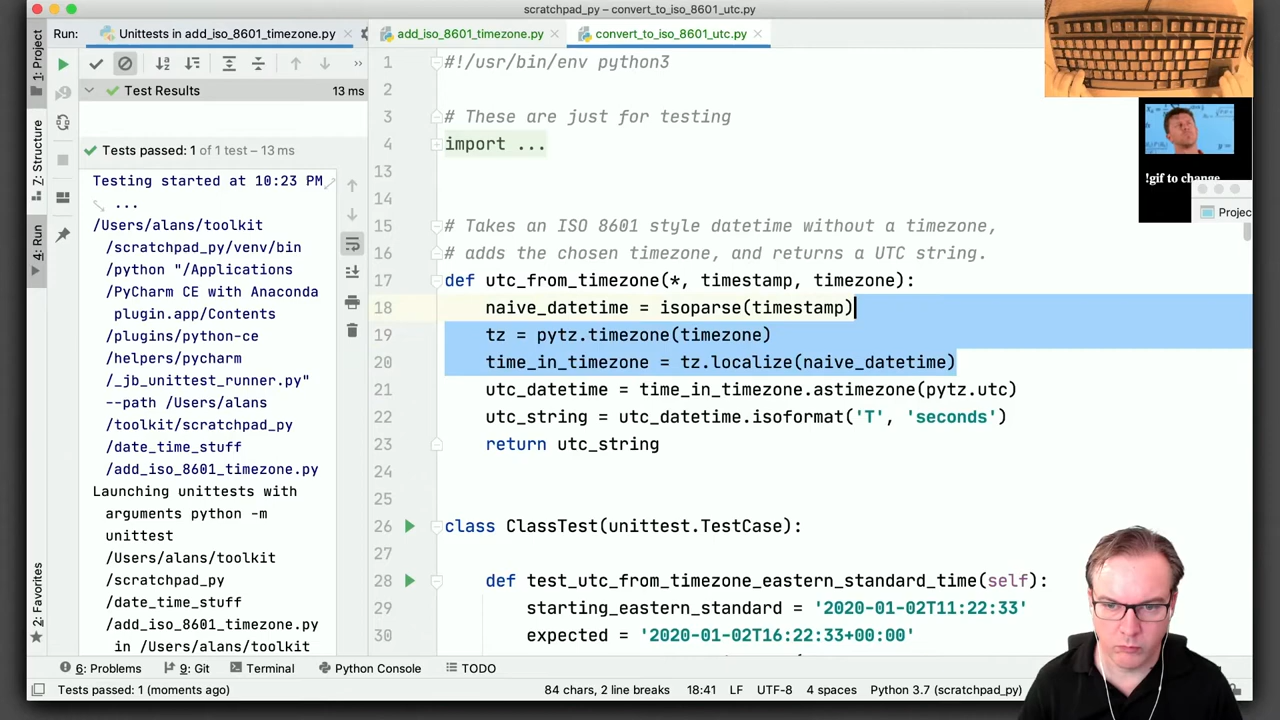 scratchpad_py – convert_to_iso_8601_utc.py
Run:
Unittests in add_iso_8601_timezone.py
add_iso_8601_timezone.py
convert_to_iso_8601_utc.py
1: Project
Z: Structure
4: Run
2: Favorites
Test Results
13 ms
Tests passed: 1 of 1 test – 13 ms
Testing started at 10:23 PM
...
/Users/alans/toolkit
/scratchpad_py/venv/bin
/python "/Applications
/PyCharm CE with Anaconda
plugin.app/Contents
/plugins/python-ce
/helpers/pycharm
/_jb_unittest_runner.py"
--path /Users/alans
/toolkit/scratchpad_py
/date_time_stuff
/add_iso_8601_timezone.py
Launching unittests with
arguments python -m
unittest
/Users/alans/toolkit
/scratchpad_py
/date_time_stuff
/add_iso_8601_timezone.py
in /Users/alans/toolkit
1 #!/usr/bin/env python3
2
3 # These are just for testing
4 import ...
13
14
15 # Takes an ISO 8601 style datetime without a timezone,
16 # adds the chosen timezone, and returns a UTC string.
17 def utc_from_timezone(*, timestamp, timezone):
18 naive_datetime = isoparse(timestamp)
19 tz = pytz.timezone(timezone)
20 time_in_timezone = tz.localize(naive_datetime)
21 utc_datetime = time_in_timezone.astimezone(pytz.utc)
22 utc_string = utc_datetime.isoformat('T', 'seconds')
23 return utc_string
24
25
26 class ClassTest(unittest.TestCase):
27
28 def test_utc_from_timezone_eastern_standard_time(self):
29 starting_eastern_standard = '2020-01-02T11:22:33'
30 expected = '2020-01-02T16:22:33+00:00'
!gif to change
Projec
6: Problems
9: Git
Terminal
Python Console
TODO
Tests passed: 1 (moments ago)
84 chars, 2 line breaks
18:41
LF
UTF-8
4 spaces
Python 3.7 (scratchpad_py)